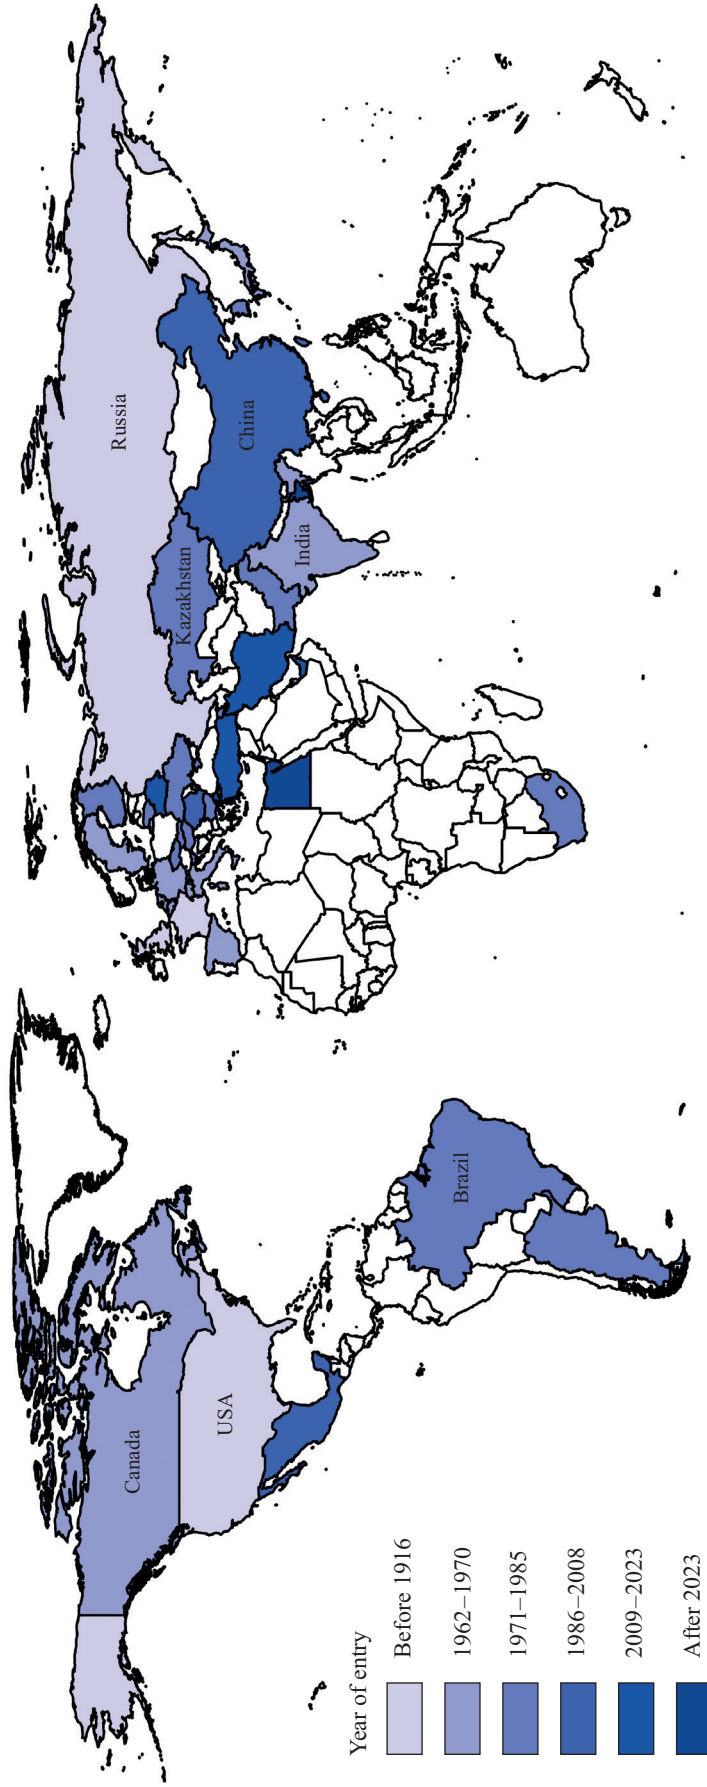 Canada
USA
Brazil
Russia
Kazakhstan
China
India
Year of entry
Before 1916
1962–1970
1971–1985
1986–2008
2009–2023
After 2023